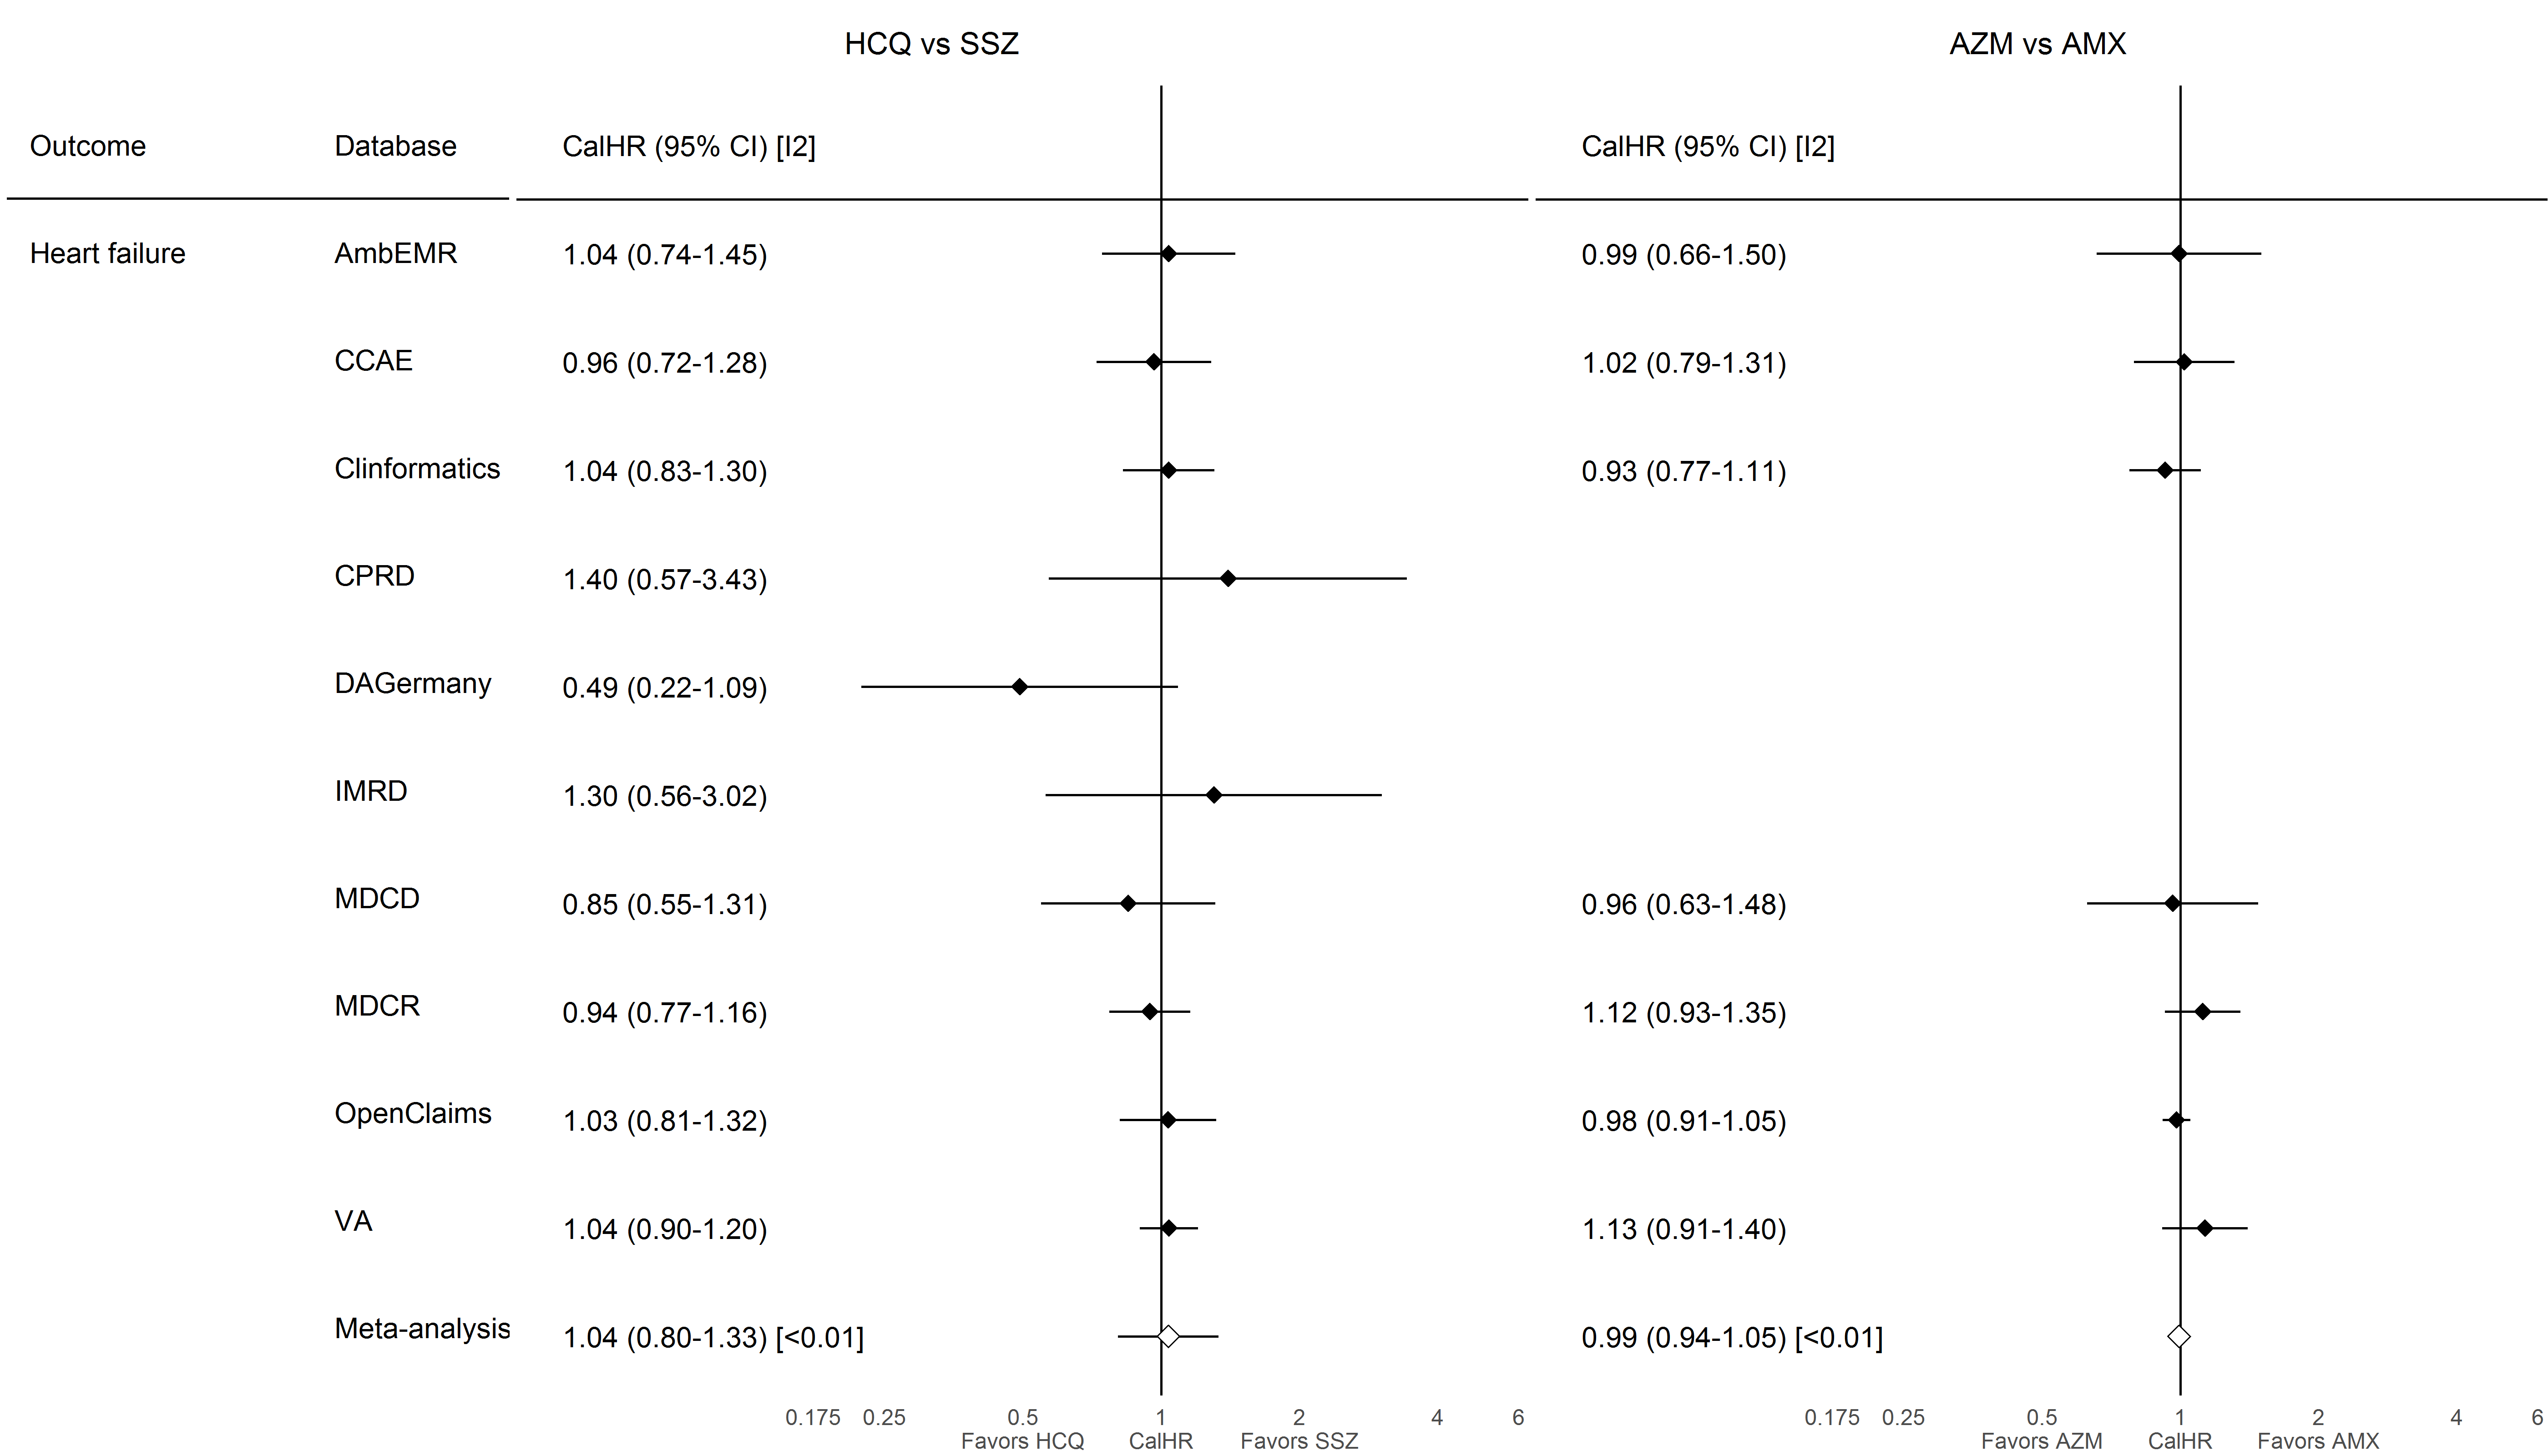 HCQ vs SSZ AZM vs AMX
Outcome Database CalHR (95% CI) [I2] CalHR (95% CI) [I2]
Heart failure AmbEMR 1.04 (0.74-1.45) 0.99 (0.66-1.50)
CCAE 0.96 (0.72-1.28) 1.02 (0.79-1.31)
Clinformatics 1.04 (0.83-1.30) 0.93 (0.77-1.11)
CPRD 1.40 (0.57-3.43)
DAGermany 0.49 (0.22-1.09)
IMRD 1.30 (0.56-3.02)
MDCD 0.85 (0.55-1.31) 0.96 (0.63-1.48)
MDCR 0.94 (0.77-1.16) 1.12 (0.93-1.35)
OpenClaims 1.03 (0.81-1.32) 0.98 (0.91-1.05)
VA 1.04 (0.90-1.20) 1.13 (0.91-1.40)
Meta-analysis 1.04 (0.80-1.33) [<0.01] 0.99 (0.94-1.05) [<0.01]
0.175 0.25 0.5 1 2 4 6 0.175 0.25 0.5 1 2 4 6
Favors HCQ CalHR Favors SSZ Favors AZM CalHR Favors AMX